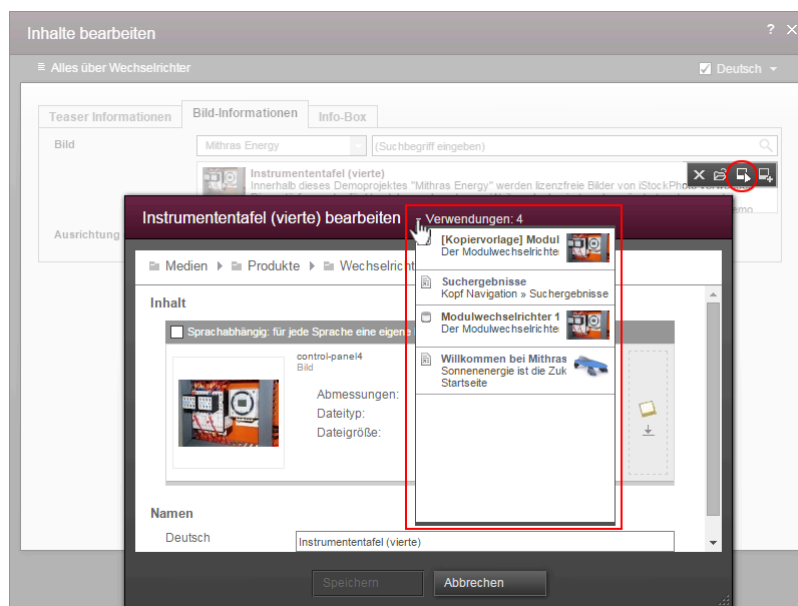 Inhalte bearbeiten
?
Alles über Wechselrichter
Deutsch
Teaser Informationen
Bild-Informationen
Info-Box
Bild
Mithras Energy
(Suchbegriff eingeben)
Instrumententafel (vierte)
Innerhalb dieses Demoprojektes "Mithras Energy" werden lizenzfreie Bilder von iStockPhoto
Ausrichtung
Instrumententafel (vierte) bearbeiten
Verwendungen: 4
[Kopiervorlage] Modul
Der Modulwechselrichte
Suchergebnisse
Kopf Navigation » Suchergebnisse
Modulwechselrichter 1
Der Modulwechselrichte
Willkommen bei Mithras
Sonnenenergie ist die Zuk
Startseite
Medien
Produkte
Wechselricht
Inhalt
Sprachabhängig: für jede Sprache eine eigene
control-panel4
Bild
Abmessungen:
Dateityp:
Dateigröße:
Namen
Deutsch
Instrumententafel (vierte)
Speichern
Abbrechen